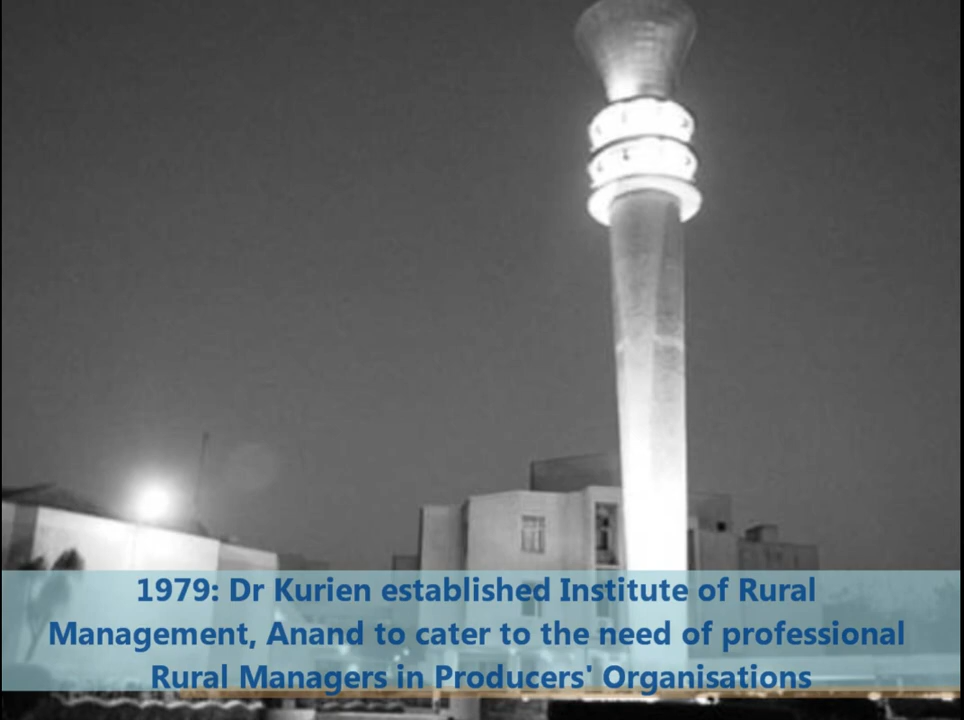 1979: Dr Kurien established Institute of Rural
Management, Anand to cater to the need of professional
Rural Managers in Producers' Organisations